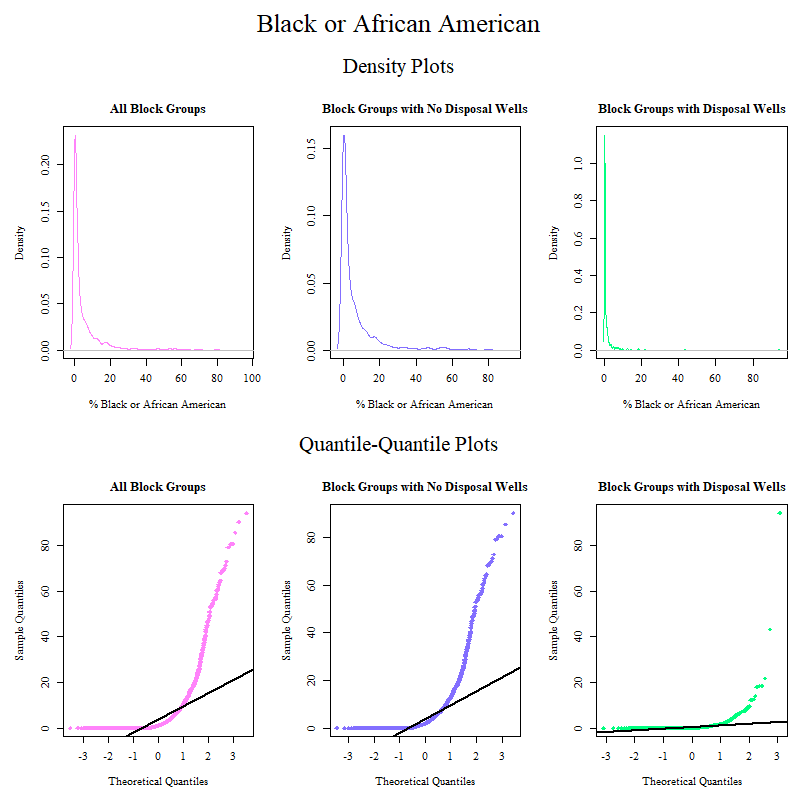 Black or African American
Density Plots
All Block Groups
Block Groups with No Disposal Wells
Block Groups with Disposal Wells
Density
0.00 0.05 0.10 0.15 0.20
0 20 40 60 80 100
% Black or African American
Density
0.00 0.05 0.10 0.15
0 20 40 60 80
% Black or African American
Density
0.0 0.2 0.4 0.6 0.8 1.0
0 20 40 60 80
% Black or African American
Quantile-Quantile Plots
All Block Groups
Block Groups with No Disposal Wells
Block Groups with Disposal Wells
Sample Quantiles
0 20 40 60 80
-3 -2 -1 0 1 2 3
Theoretical Quantiles
Sample Quantiles
0 20 40 60 80
-3 -2 -1 0 1 2 3
Theoretical Quantiles
Sample Quantiles
0 20 40 60 80
-3 -2 -1 0 1 2 3
Theoretical Quantiles